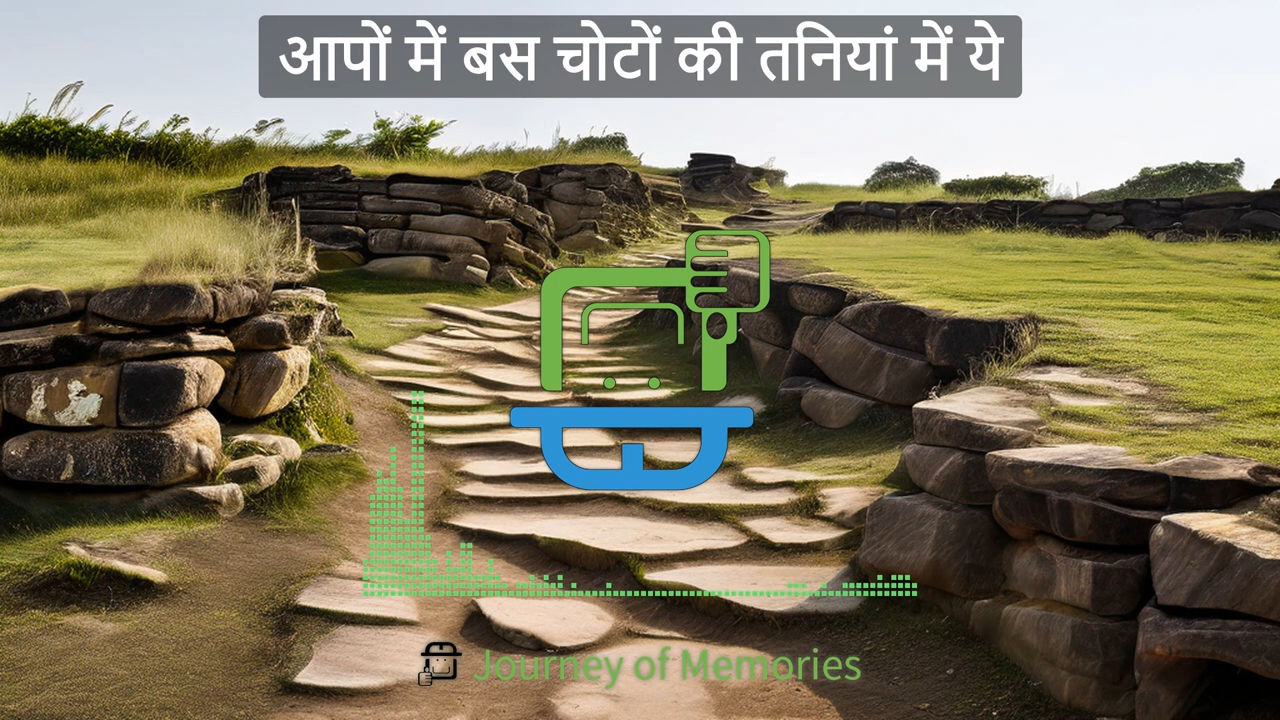 आपों में बस चोटों की तनियां में ये
Journey of Memories